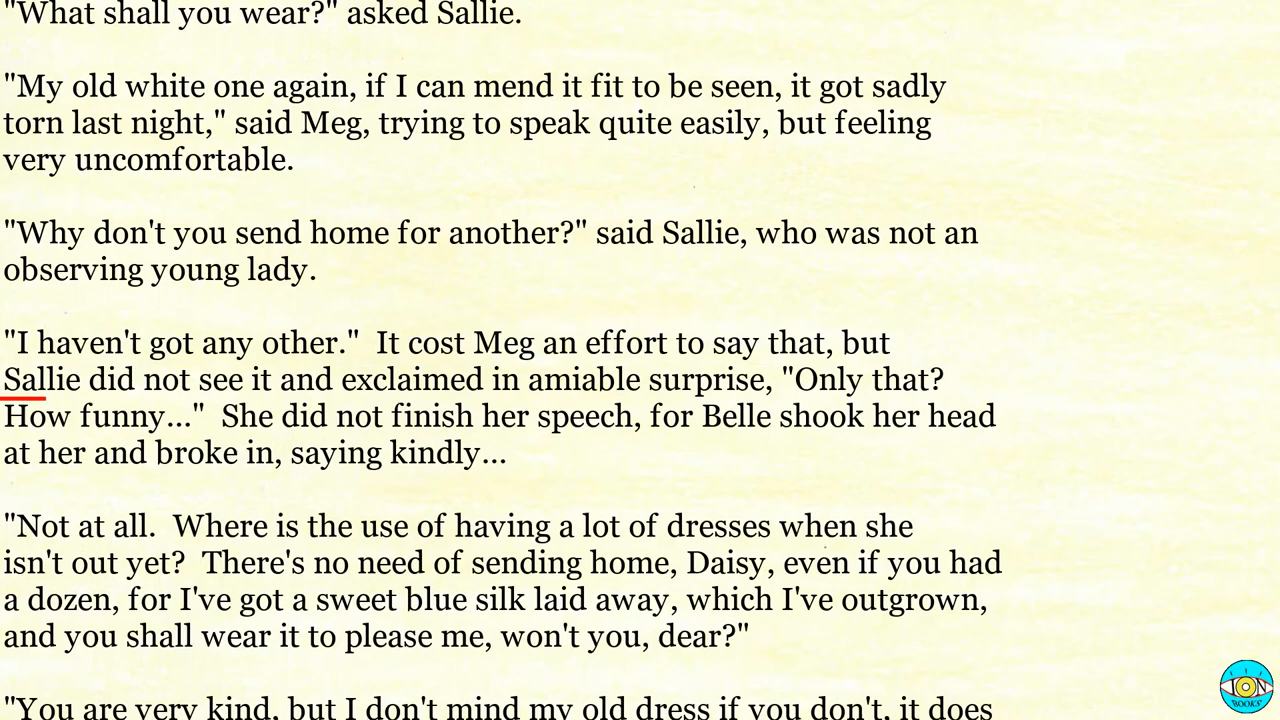 "What shall you wear?" asked Sallie.
"My old white one again, if I can mend it fit to be seen, it got sadly
torn last night," said Meg, trying to speak quite easily, but feeling
very uncomfortable.
"Why don't you send home for another?" said Sallie, who was not an
observing young lady.
"I haven't got any other."  It cost Meg an effort to say that, but
Sallie did not see it and exclaimed in amiable surprise, "Only that?
How funny..."  She did not finish her speech, for Belle shook her head
at her and broke in, saying kindly...
"Not at all.  Where is the use of having a lot of dresses when she
isn't out yet?  There's no need of sending home, Daisy, even if you had
a dozen, for I've got a sweet blue silk laid away, which I've outgrown,
and you shall wear it to please me, won't you, dear?"
"You are very kind, but I don't mind my old dress if you don't, it does
ION
BOOKS